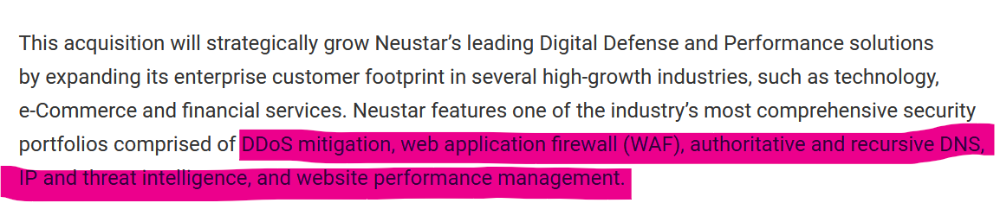 This acquisition will strategically grow Neustar’s leading Digital Defense and Performance solutions
by expanding its enterprise customer footprint in several high-growth industries, such as technology,
e-Commerce and financial services. Neustar features one of the industry’s most comprehensive security
portfolios comprised of DDoS mitigation, web application firewall (WAF), authoritative and recursive DNS,
IP and threat intelligence, and website performance management.